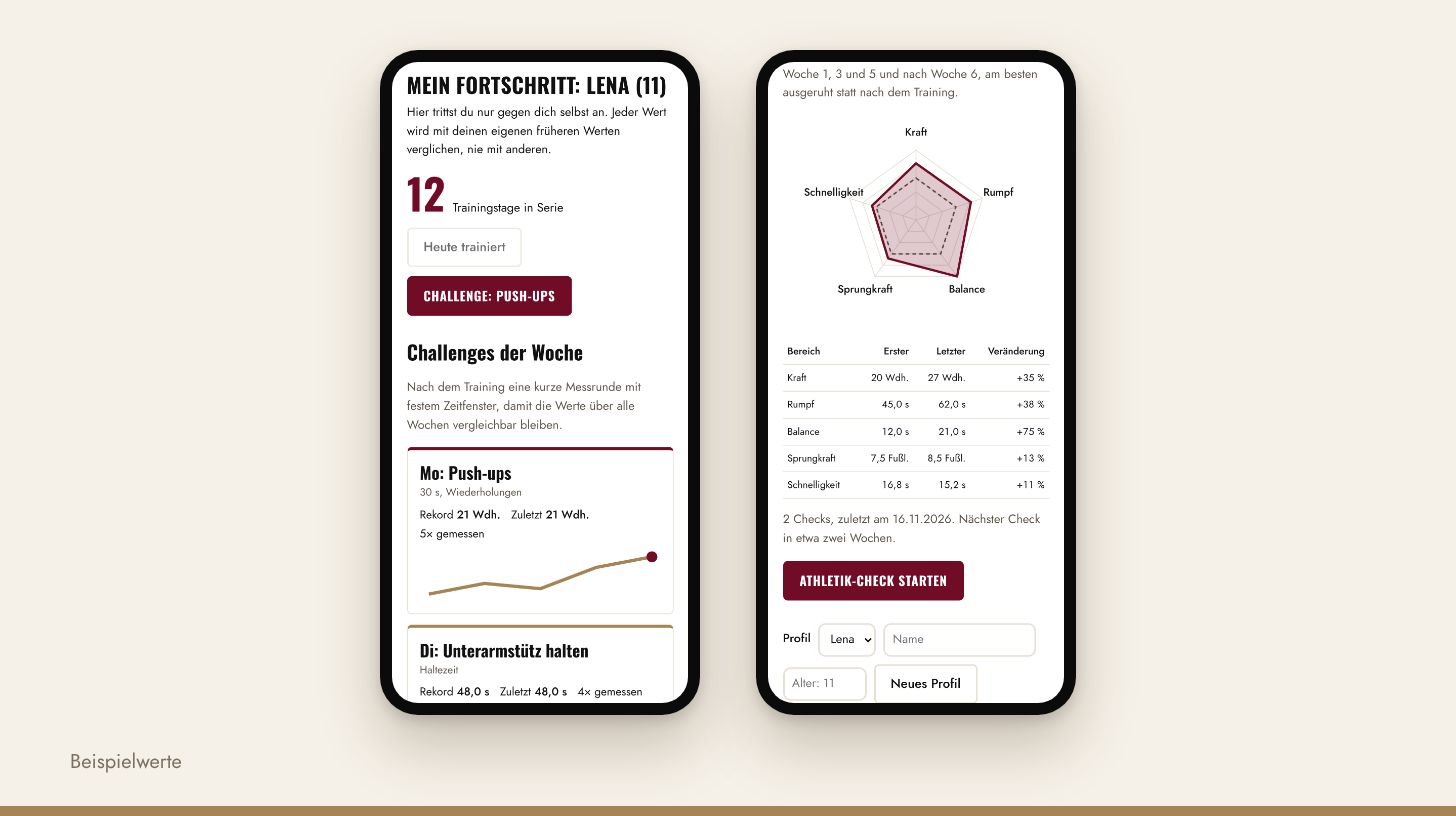 MEIN FORTSCHRITT: LENA (11)
Hier trittst du nur gegen dich selbst an. Jeder Wert
wird mit deinen eigenen früheren Werten
verglichen, nie mit anderen.
12 Trainingstage in Serie
Heute trainiert
CHALLENGE: PUSH-UPS
Challenges der Woche
Nach dem Training eine kurze Messrunde mit
festem Zeitfenster, damit die Werte über alle
Wochen vergleichbar bleiben.
Mo: Push-ups
30 s, Wiederholungen
Rekord 21 Wdh. Zuletzt 21 Wdh.
5× gemessen
Di: Unterarmstütz halten
Haltezeit
Rekord 48,0 s Zuletzt 48,0 s 4× gemessen
Woche 1, 3 und 5 und nach Woche 6, am besten
ausgeruht statt nach dem Training.
Kraft
Schnelligkeit Rumpf
Sprungkraft Balance
Bereich Erster Letzter Veränderung
Kraft 20 Wdh. 27 Wdh. +35 %
Rumpf 45,0 s 62,0 s +38 %
Balance 12,0 s 21,0 s +75 %
Sprungkraft 7,5 Fußl. 8,5 Fußl. +13 %
Schnelligkeit 16,8 s 15,2 s +11 %
2 Checks, zuletzt am 16.11.2026. Nächster Check
in etwa zwei Wochen.
ATHLETIK-CHECK STARTEN
Profil Lena Name
Alter: 11 Neues Profil
Beispielwerte